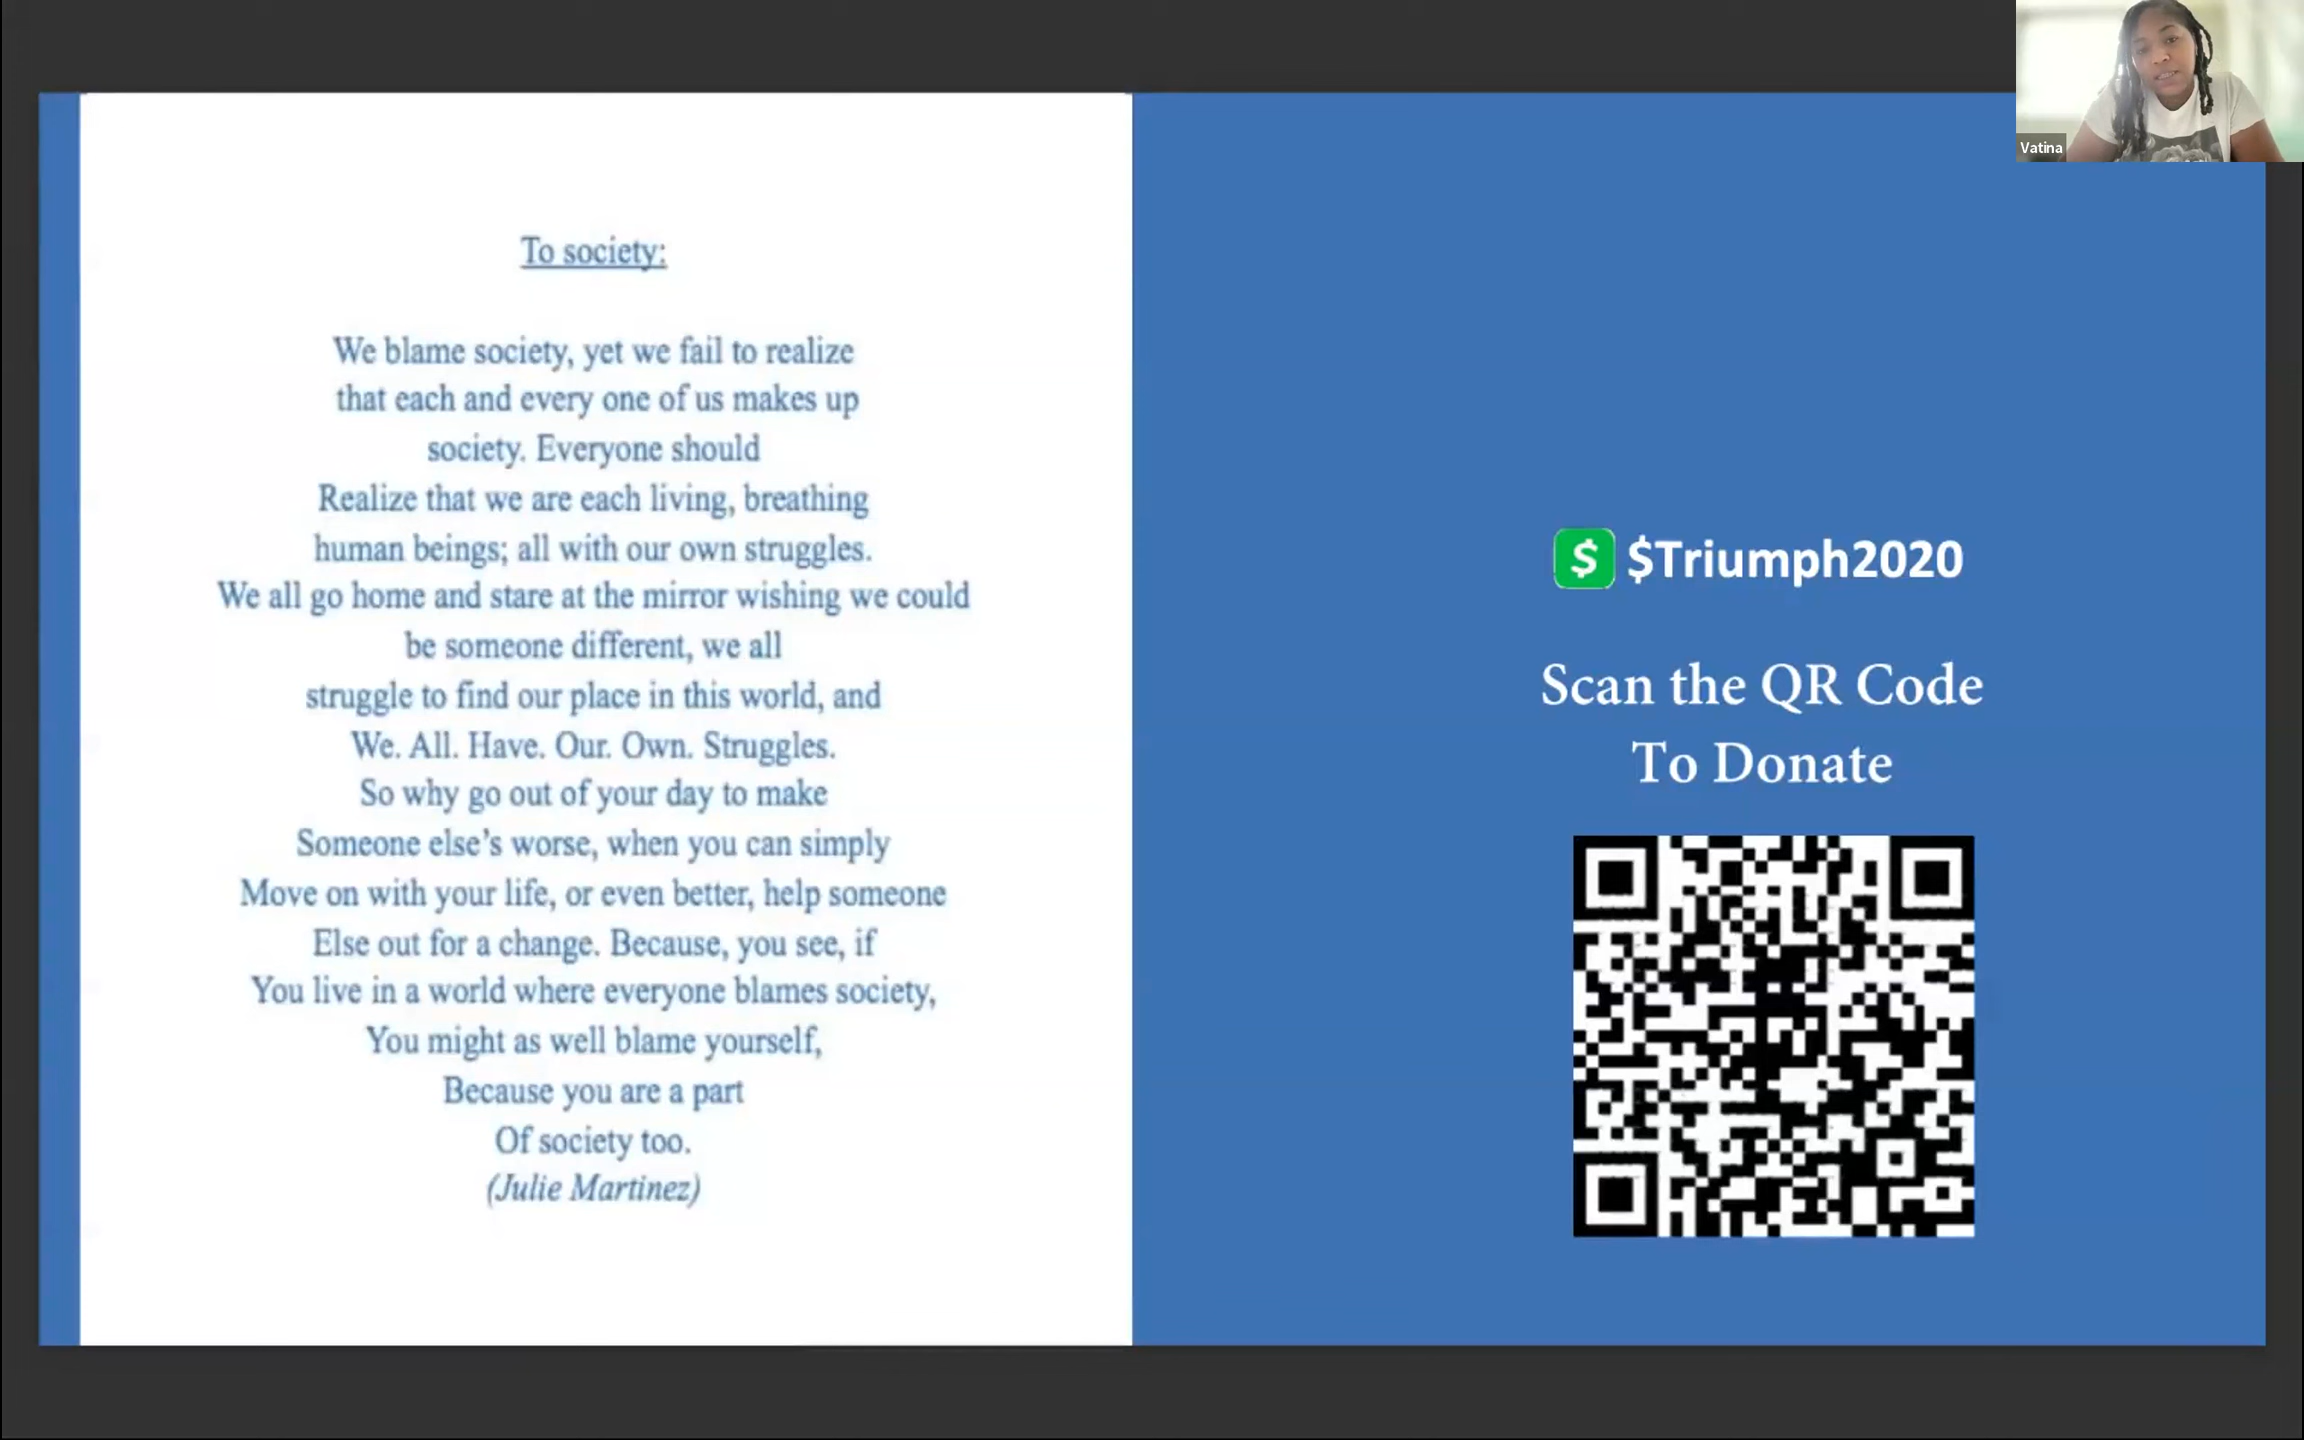 Vatina
To society:
We blame society, yet we fail to realize
that each and every one of us makes up
society. Everyone should
Realize that we are each living, breathing
human beings; all with our own struggles.
We all go home and stare at the mirror wishing we could
be someone different, we all
struggle to find our place in this world, and
We. All. Have. Our. Own. Struggles.
So why go out of your day to make
Someone else’s worse, when you can simply
Move on with your life, or even better, help someone
Else out for a change. Because, you see, if
You live in a world where everyone blames society,
You might as well blame yourself,
Because you are a part
Of society too.
(Julie Martinez)
$ $Triumph2020
Scan the QR Code
To Donate